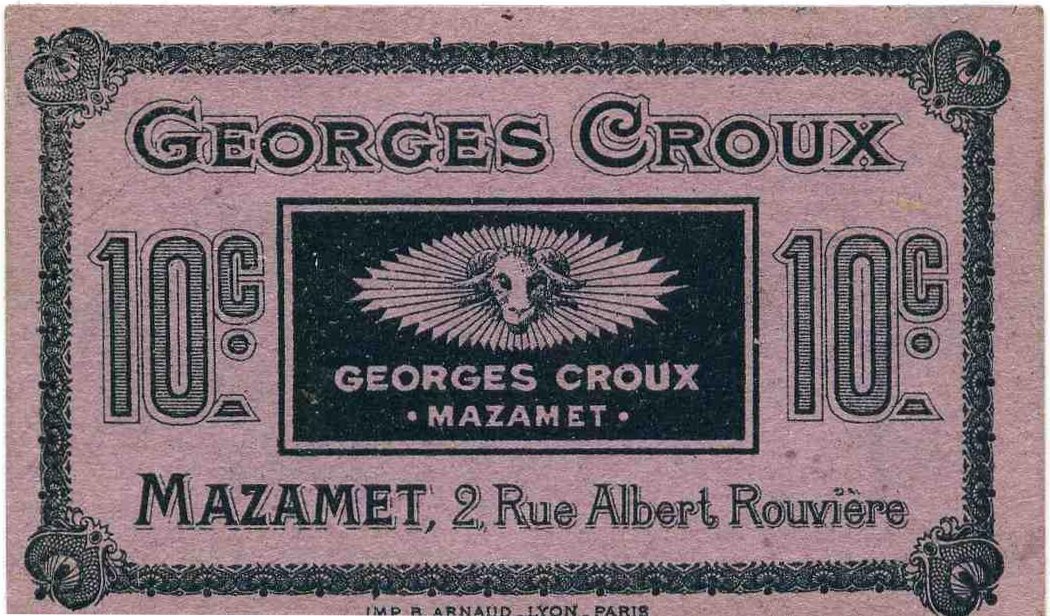 GEORGES CROUX
10C. 10C.
GEORGES CROUX
• MAZAMET •
MAZAMET, 2, Rue Albert Rouvière
IMP. B. ARNAUD. LYON. PARIS